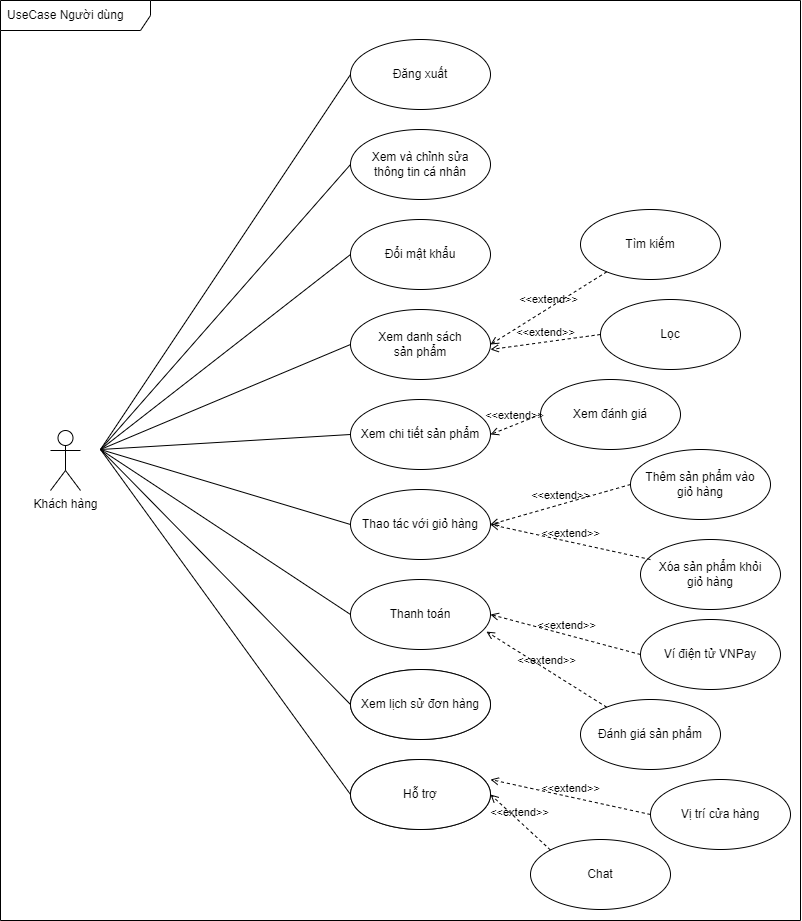 UseCase Người dùng
Đăng xuất
Xem và chỉnh sửa
thông tin cá nhân
Đổi mật khẩu
Tìm kiếm
<<extend>>
Xem danh sách
sản phẩm
<<extend>>
Lọc
Xem chi tiết sản phẩm
<<extend>>
Xem đánh giá
Khách hàng
Thao tác với giỏ hàng
<<extend>>
Thêm sản phẩm vào
giỏ hàng
<<extend>>
Xóa sản phẩm khỏi
giỏ hàng
Thanh toán
<<extend>>
Ví điện tử VNPay
<<extend>>
Đánh giá sản phẩm
Xem lịch sử đơn hàng
Hỗ trợ
<<extend>>
Vị trí cửa hàng
<<extend>>
Chat